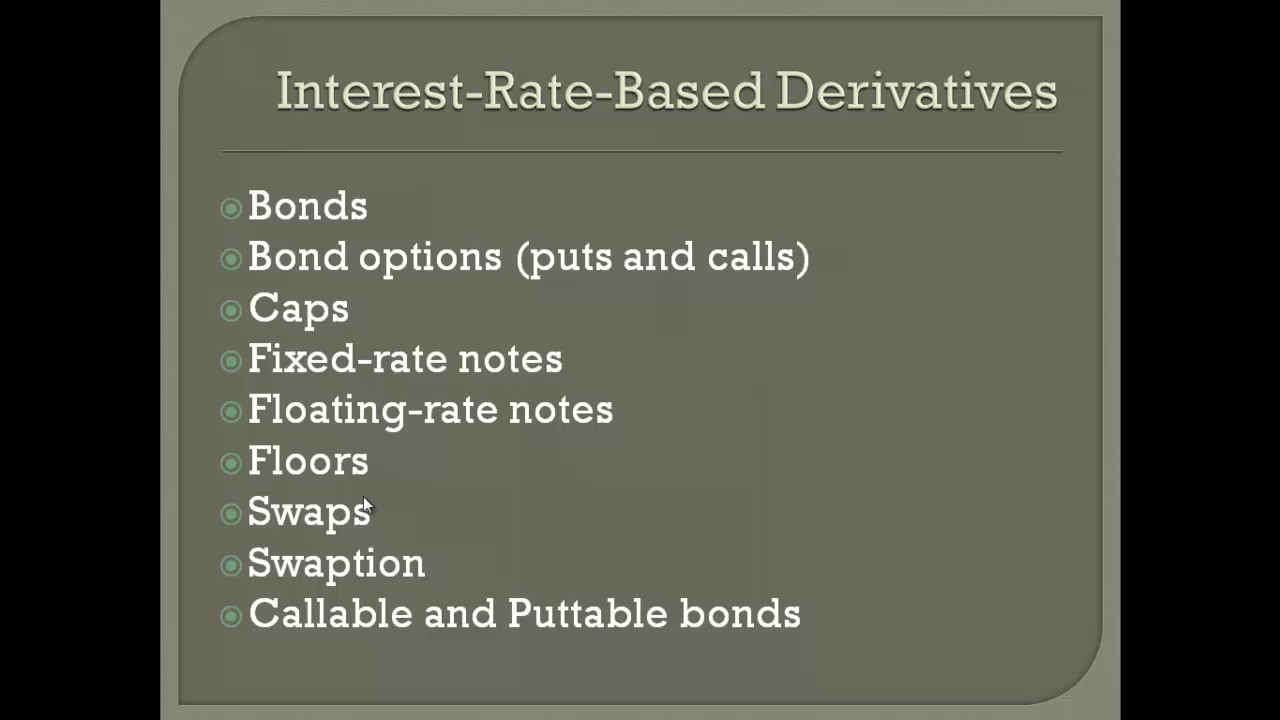 Interest-Rate-Based Derivatives
Bonds
Bond options (puts and calls)
Caps
Fixed-rate notes
Floating-rate notes
Floors
Swaps
Swaption
Callable and Puttable bonds